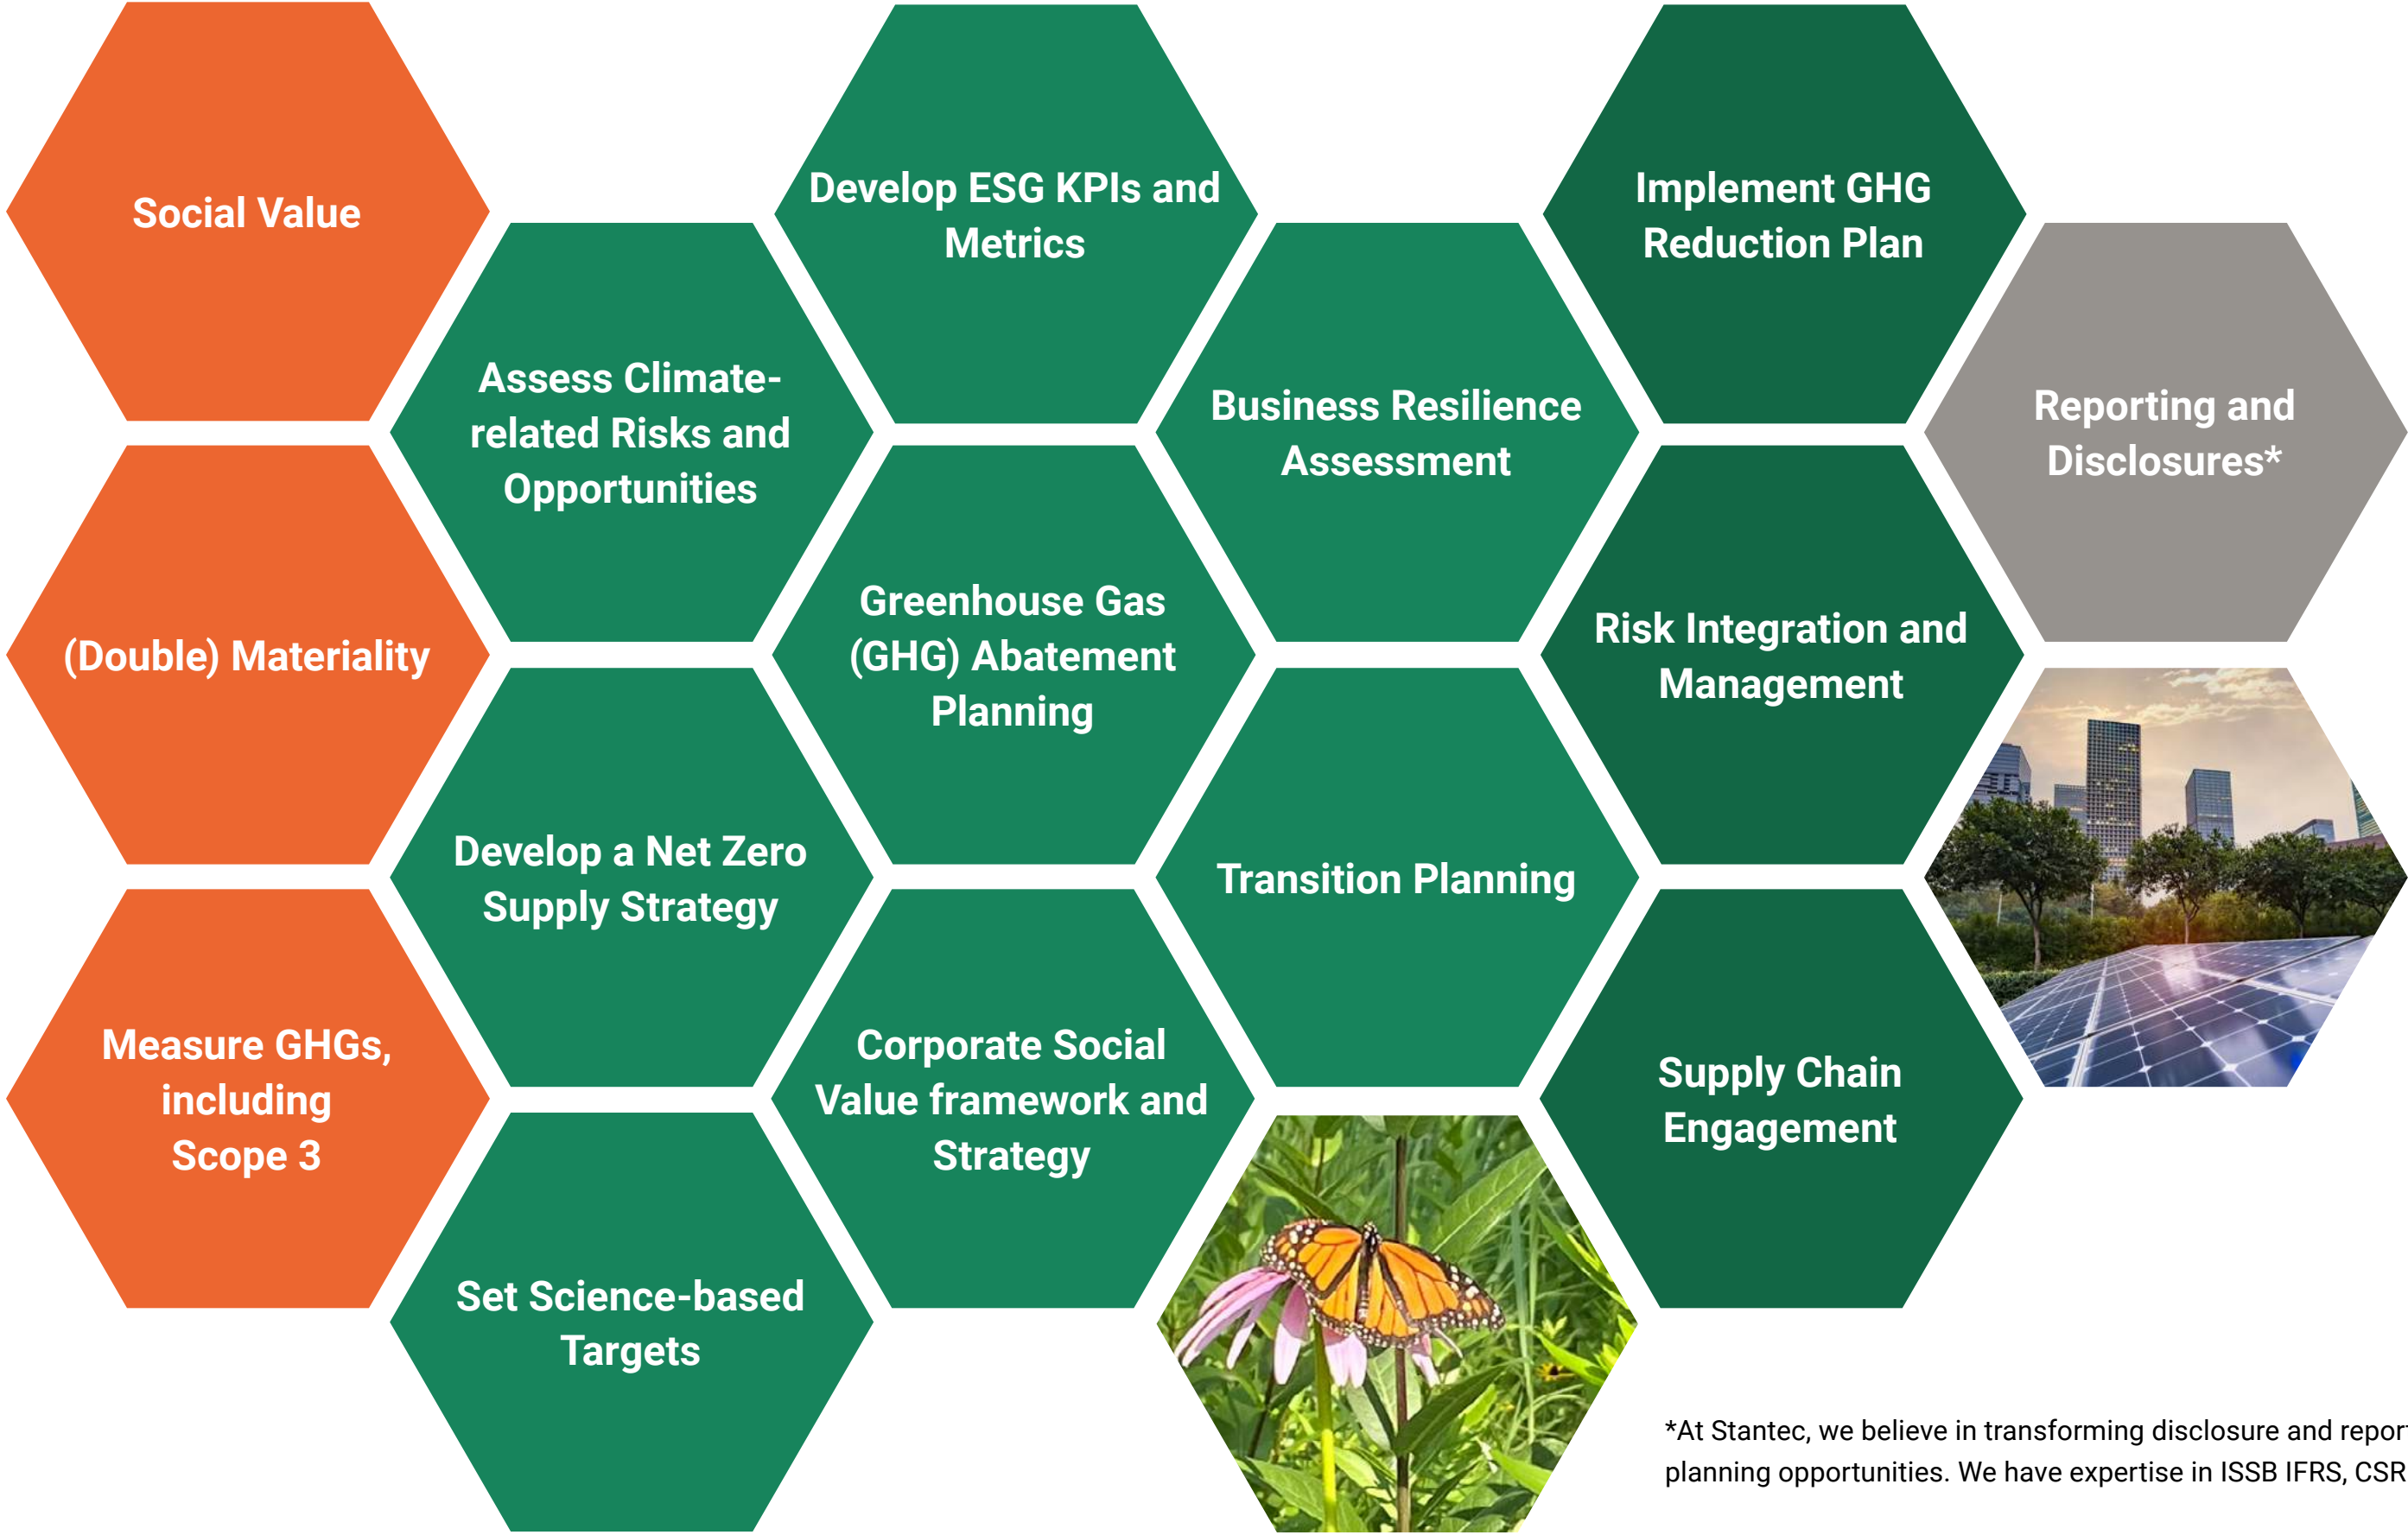 Social Value
(Double) Materiality
Measure GHGs,
including
Scope 3
Assess Climate-
related Risks and
Opportunities
Develop a Net Zero
Supply Strategy
Set Science-based
Targets
Develop ESG KPIs and
Metrics
Greenhouse Gas
(GHG) Abatement
Planning
Corporate Social
Value framework and
Strategy
Business Resilience
Assessment
Transition Planning
Implement GHG
Reduction Plan
Risk Integration and
Management
Supply Chain
Engagement
Reporting and
Disclosures*
*At Stantec, we believe in transforming disclosure and
planning opportunities. We have expertise in ISSB IFRS,